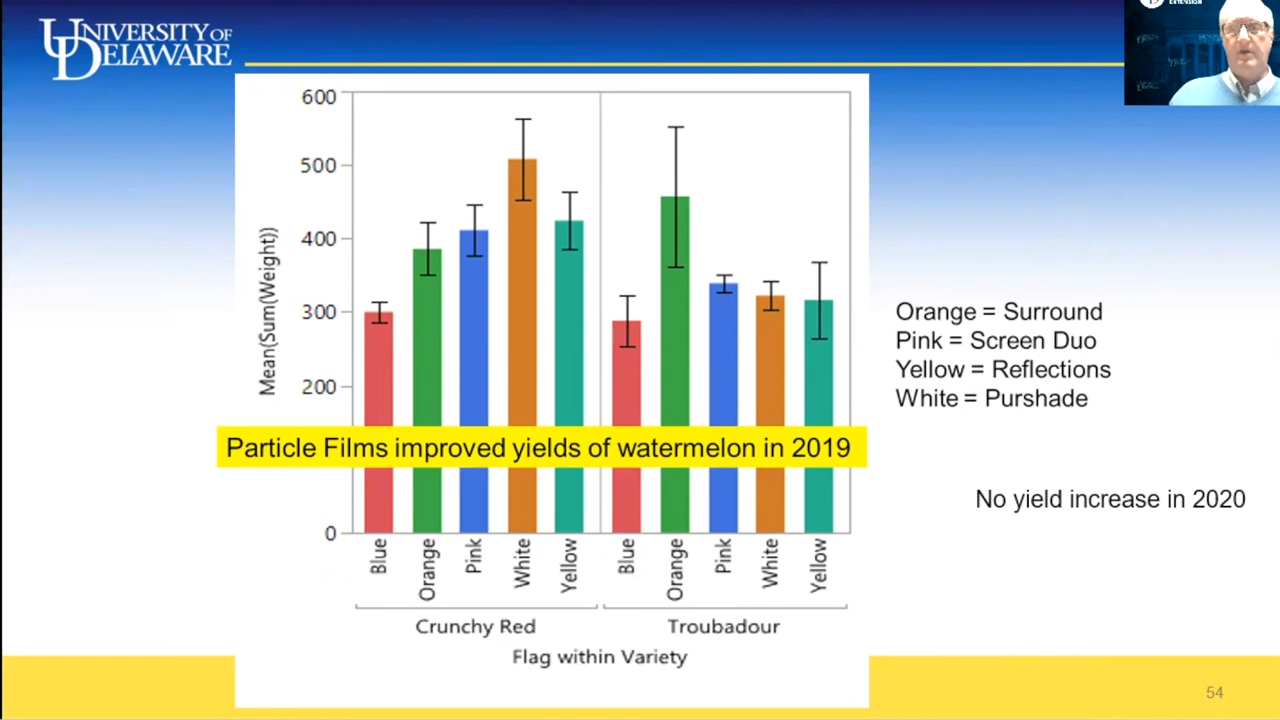 UNIVERSITY OF
DELAWARE
EXTENSION
600
500
400
300
200
0
Mean(Sum(Weight))
Particle Films improved yields of watermelon in 2019
Blue
Orange
Pink
White
Yellow
Blue
Orange
Pink
White
Yellow
Crunchy Red
Troubadour
Flag within Variety
Orange = Surround
Pink = Screen Duo
Yellow = Reflections
White = Purshade
No yield increase in 2020
54